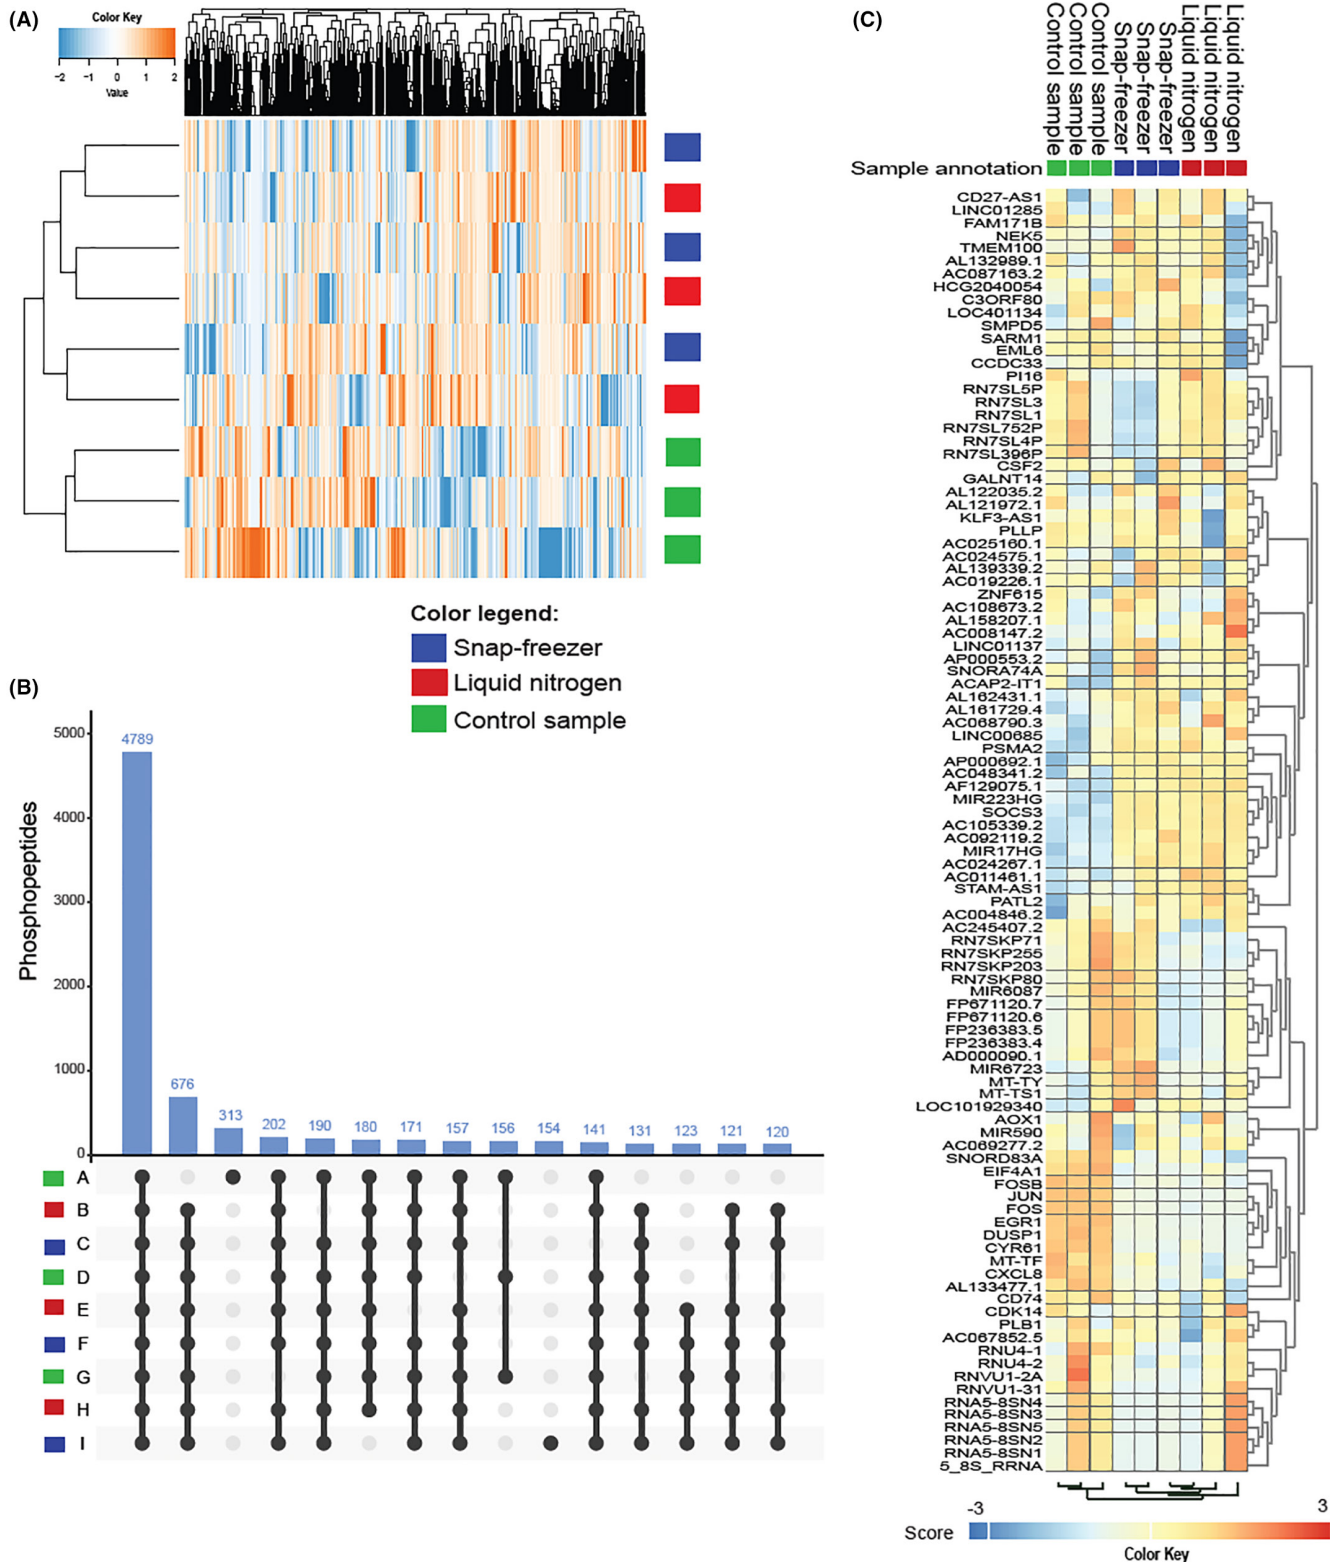 (A)
Color Key
-2 -1 0 1 2
Value
Color legend:
Snap-freezer
Liquid nitrogen
Control sample
(B)
Phosphopeptides
5000
4000
3000
2000
1000
0
4789
676
313
202
190
180
171
157
156
154
141
131
123
121
120
A
B
C
D
E
F
G
H
I
(C)
Control sample
Control sample
Control sample
Snap-freezer
Snap-freezer
Snap-freezer
Liquid nitrogen
Liquid nitrogen
Liquid nitrogen
Sample annotation
CD27-AS1
LINC01285
FAM171B
NEK5
TMEM100
AL132989.1
AC087163.2
HCG2040054
C3ORF80
LOC401134
SMPD5
SARM1
EML6
CCDC33
PI16
RN7SL5P
RN7SL3
RN7SL1
RN7SL752P
RN7SL4P
RN7SL396P
CSF2
GALNT14
AL122035.2
AL121972.1
KLF3-AS1
PLLP
AC025160.1
AC024575.1
AL139339.2
AC019226.1
ZNF615
AC108673.2
AL158207.1
AC008147.2
LINC01137
AP000553.2
SNORA74A
ACAP2-IT1
AL162431.1
AL161729.4
AC068790.3
LINC00685
PSMA2
AP000692.1
AC048341.2
AF129075.1
MIR223HG
SOCS3
AC105339.2
AC092119.2
MIR17HG
AC024267.1
AC011461.1
STAM-AS1
PATL2
AC004846.2
AC245407.2
RN7SKP71
RN7SKP255
RN7SKP203
RN7SKP80
MIR6087
FP671120.7
FP671120.6
FP236383.5
FP236383.4
AD000090.1
MIR6723
MT-TY
MT-TS1
LOC101929340
AOX1
MIR590
AC069277.2
SNORD83A
EIF4A1
FOSB
JUN
FOS
EGR1
DUSP1
CYR61
MT-TF
CXCL8
AL133477.1
CD74
CDK14
PLB1
AC067852.5
RNU4-1
RNU4-2
RNVU1-2A
RNVU1-31
RNA5-8SN4
RNA5-8SN3
RNA5-8SN5
RNA5-8SN2
RNA5-8SN1
5_8S_RRNA
-3 3
Score
Color Key